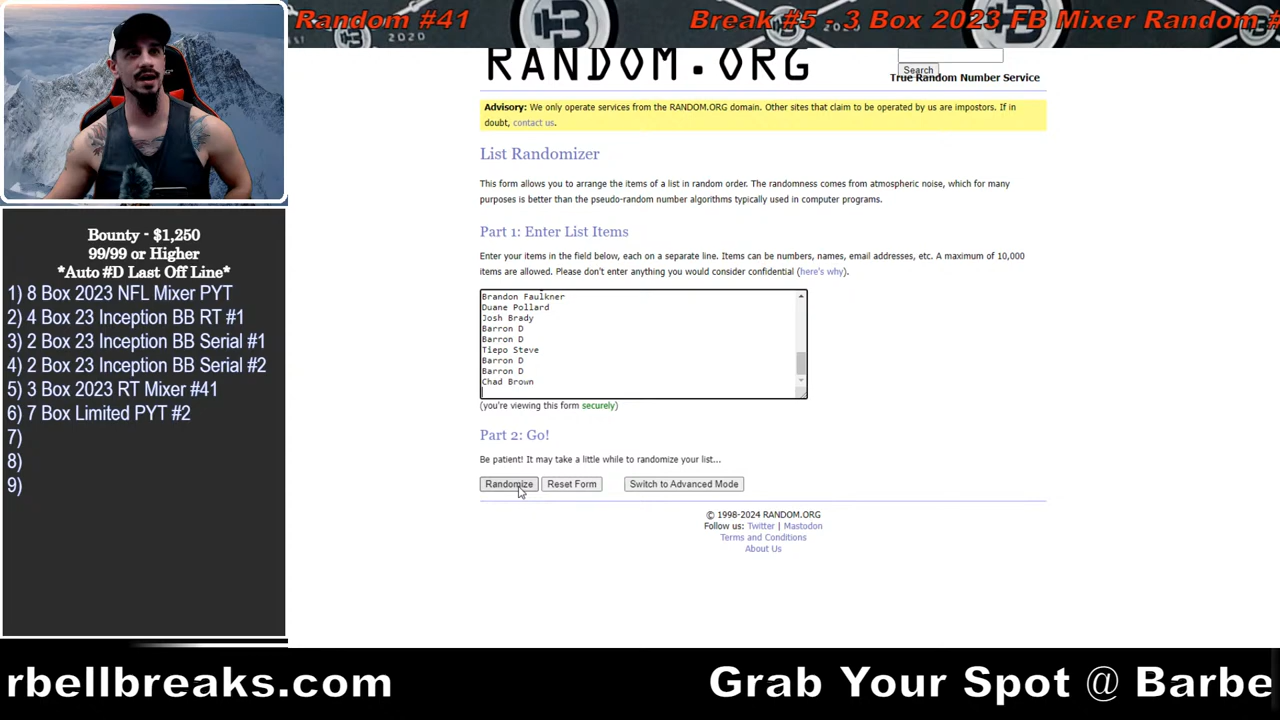 Random #41
Break #5 - 3 Box 2023 FB Mixer Random #
2020
RANDOM.ORG
Search
True Random Number Service
Advisory: We only operate services from the RANDOM.ORG domain. Other sites that claim to be operated by us are impostors. If in
doubt, contact us.
List Randomizer
This form allows you to arrange the items of a list in random order. The randomness comes from atmospheric noise, which for many
purposes is better than the pseudo-random number algorithms typically used in computer programs.
Part 1: Enter List Items
Enter your items in the field below, each on a separate line. Items can be numbers, names, email addresses, etc. A maximum of 10,000
items are allowed. Please don't enter anything you would consider confidential (here's why).
Brandon Faulkner
Duane Pollard
Josh Brady
Barron D
Barron D
Tiepo Steve
Barron D
Barron D
Chad Brown
(you're viewing this form securely)
Part 2: Go!
Be patient! It may take a little while to randomize your list...
Randomize
Reset Form
Switch to Advanced Mode
© 1998-2024 RANDOM.ORG
Follow us: Twitter | Mastodon
Terms and Conditions
About Us
Bounty - $1,250
99/99 or Higher
*Auto #D Last Off Line*
1) 8 Box 2023 NFL Mixer PYT
2) 4 Box 23 Inception BB RT #1
3) 2 Box 23 Inception BB Serial #1
4) 2 Box 23 Inception BB Serial #2
5) 3 Box 2023 RT Mixer #41
6) 7 Box Limited PYT #2
7)
8)
9)
rbellbreaks.com
Grab Your Spot @ Barbe